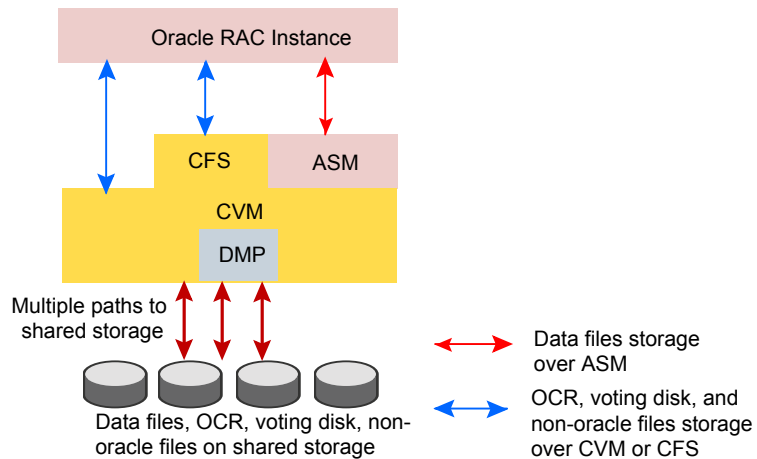 Oracle RAC Instance
CFS
ASM
CVM
DMP
Multiple paths to
shared storage
Data files, OCR, voting disk, non-
oracle files on shared storage
Data files storage
over ASM
OCR, voting disk, and
non-oracle files storage
over CVM or CFS